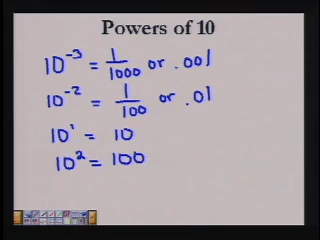 Powers of 10
10⁻³ = 1/1000 or .001
10⁻² = 1/100 or .01
10¹ = 10
10² = 100